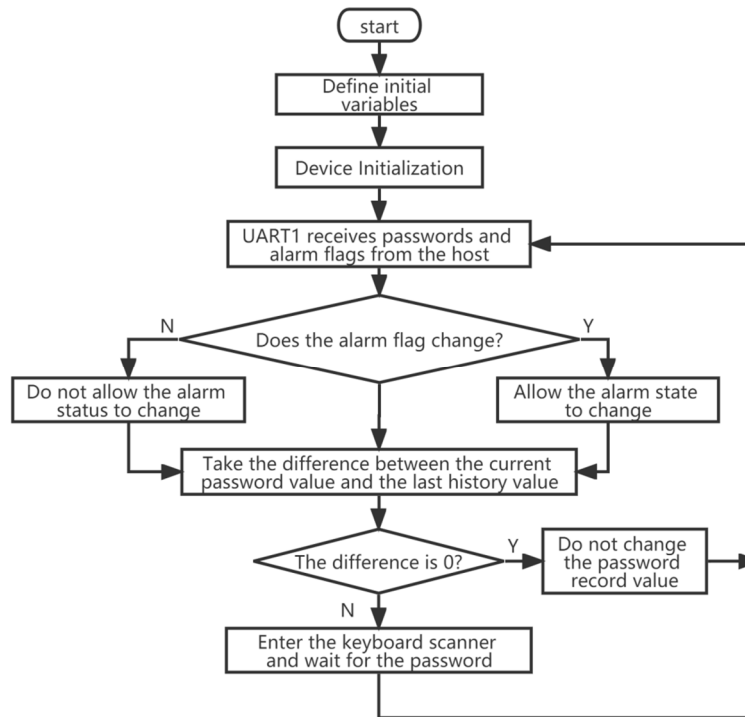 start
Define initial
variables
Device Initialization
UART1 receives passwords and
alarm flags from the host
N
Does the alarm flag change?
Y
Do not allow the alarm
status to change
Allow the alarm state
to change
Take the difference between the current
password value and the last history value
The difference is 0?
Y
Do not change
the password
record value
N
Enter the keyboard scanner
and wait for the password